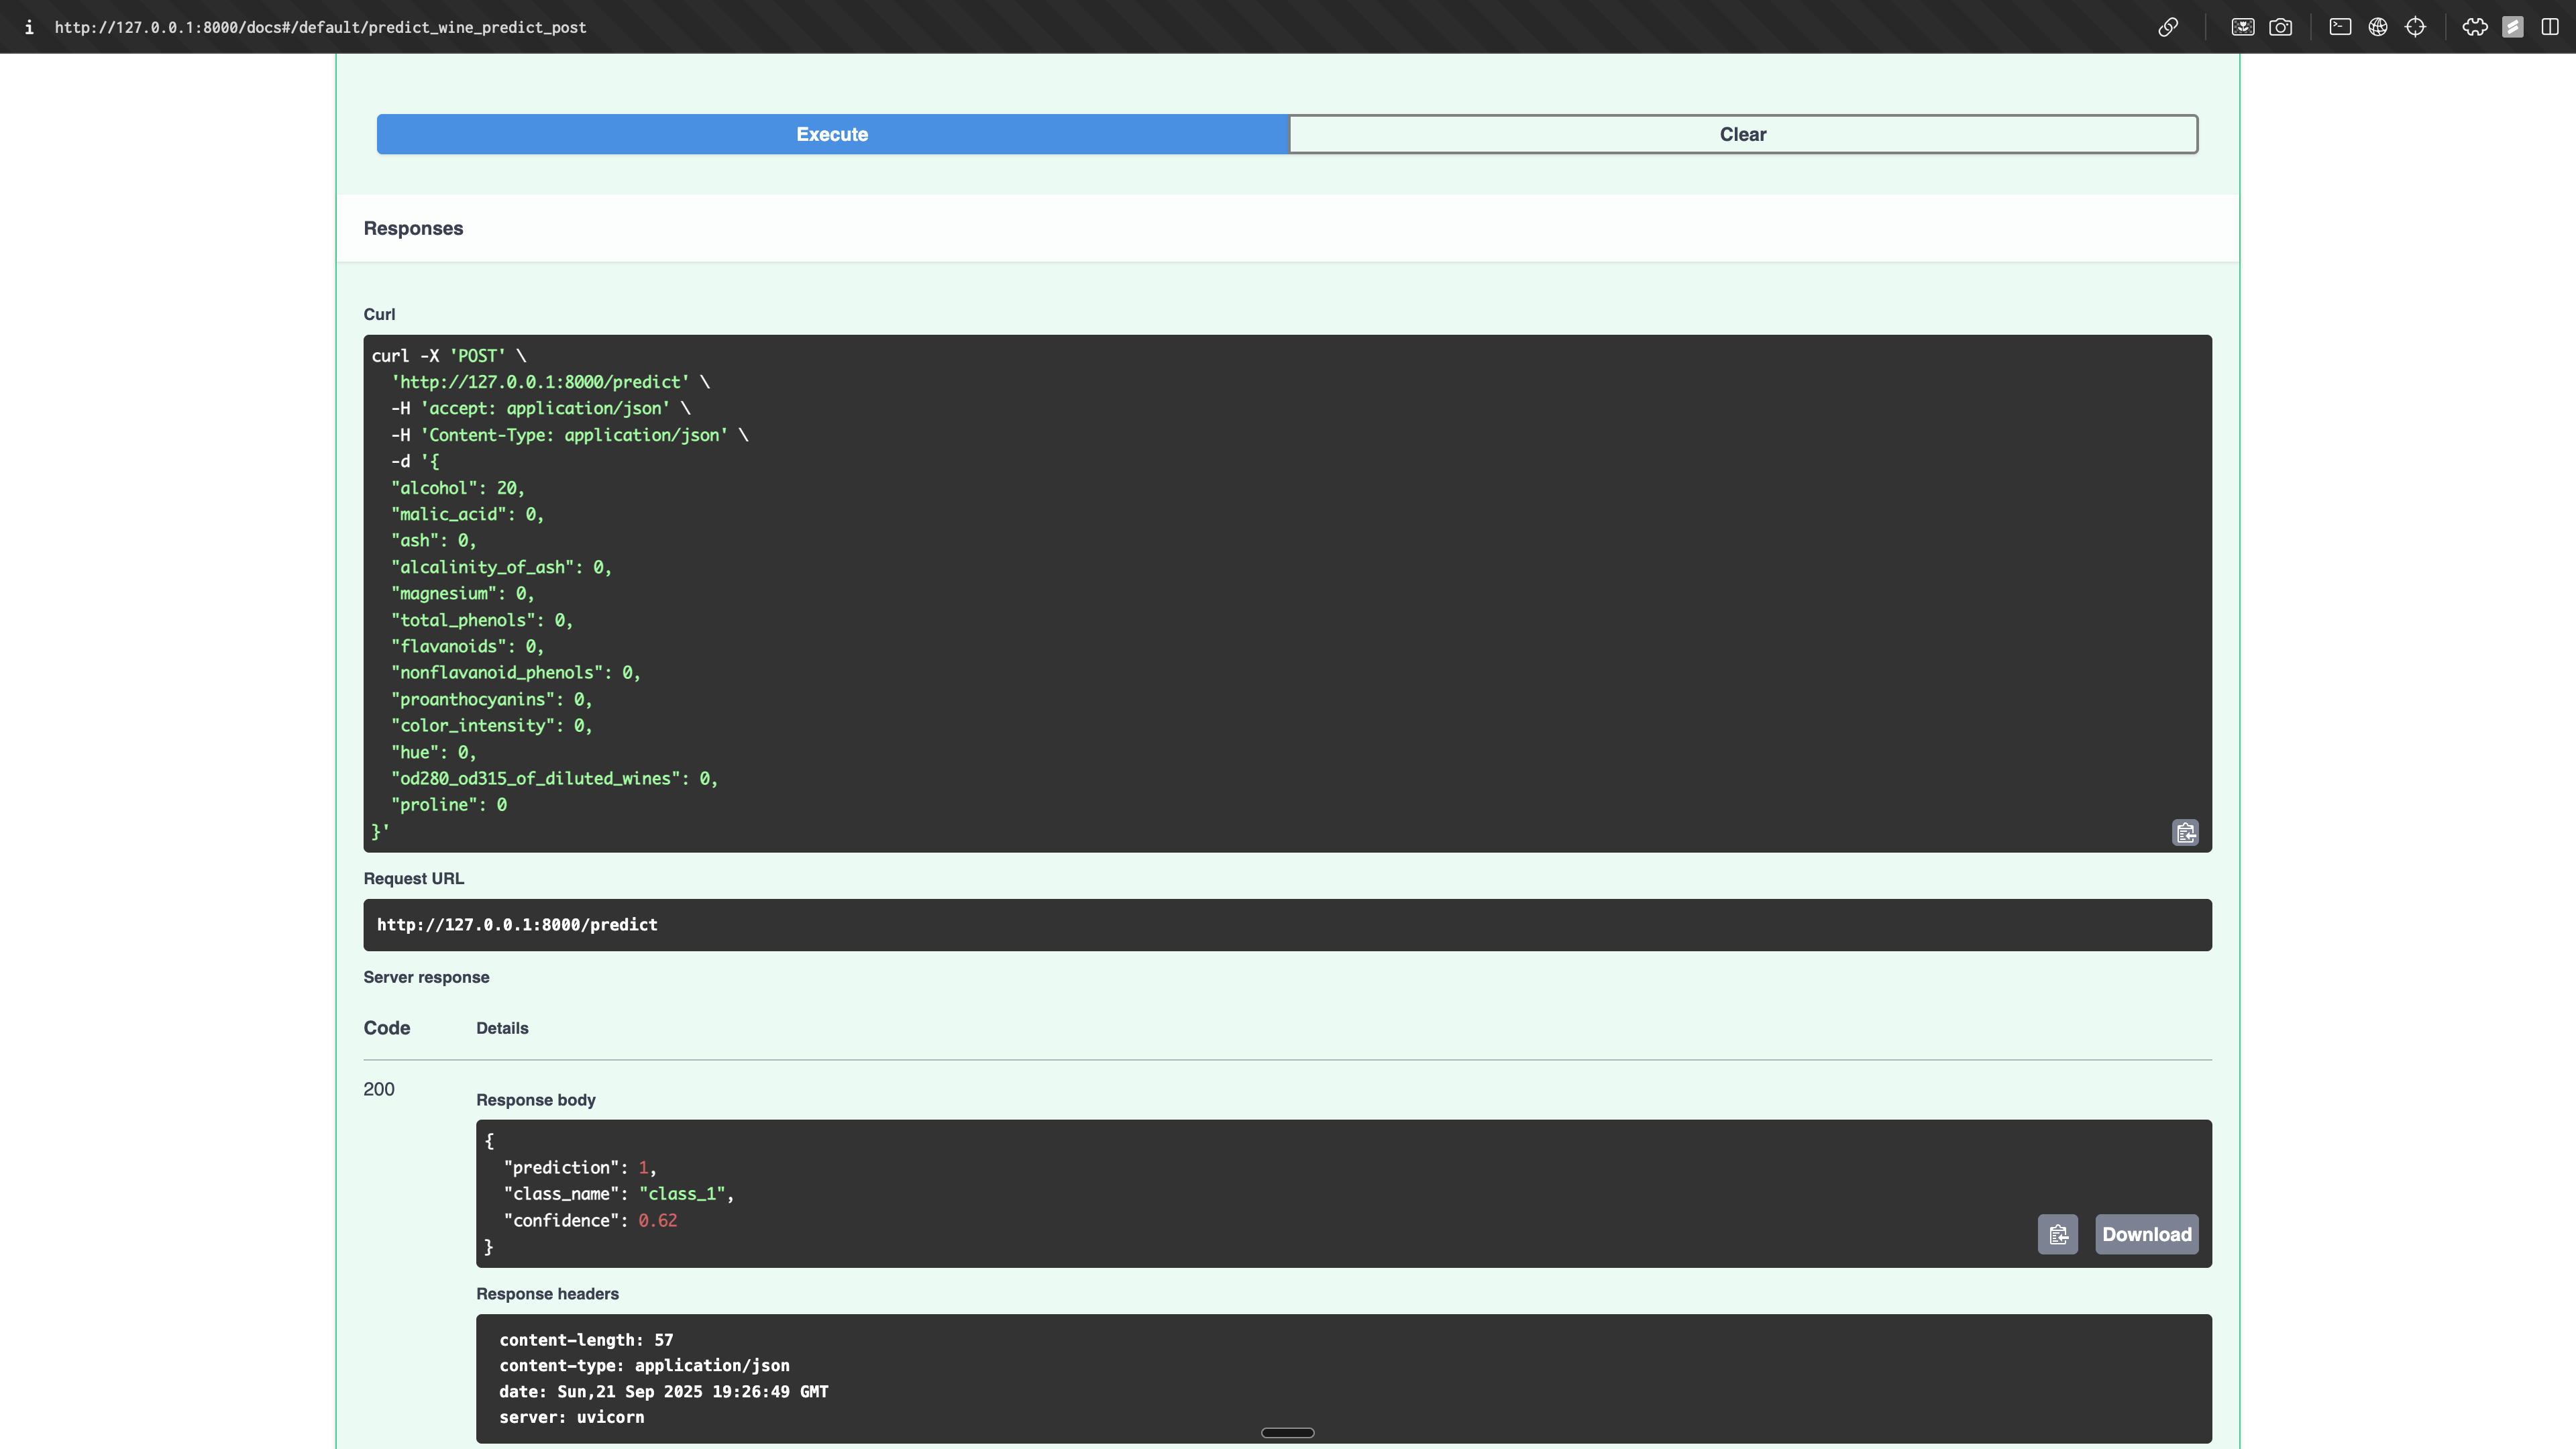 i http://127.0.0.1:8000/docs#/default/predict_wine_predict_post
Execute
Clear
Responses
Curl
curl -X 'POST' \
  'http://127.0.0.1:8000/predict' \
  -H 'accept: application/json' \
  -H 'Content-Type: application/json' \
  -d '{
  "alcohol": 20,
  "malic_acid": 0,
  "ash": 0,
  "alcalinity_of_ash": 0,
  "magnesium": 0,
  "total_phenols": 0,
  "flavanoids": 0,
  "nonflavanoid_phenols": 0,
  "proanthocyanins": 0,
  "color_intensity": 0,
  "hue": 0,
  "od280_od315_of_diluted_wines": 0,
  "proline": 0
}'
Request URL
http://127.0.0.1:8000/predict
Server response
Code Details
200
Response body
{
  "prediction": 1,
  "class_name": "class_1",
  "confidence": 0.62
}
Download
Response headers
content-length: 57
content-type: application/json
date: Sun,21 Sep 2025 19:26:49 GMT
server: uvicorn